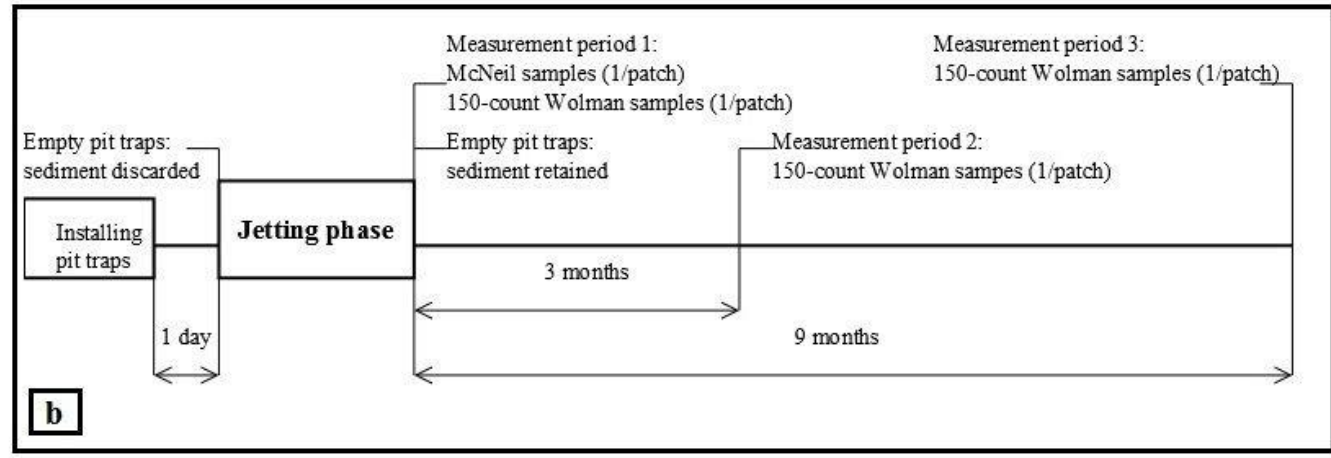 Measurement period 1:
McNeil samples (1/patch)
150-count Wolman samples (1/patch)
Measurement period 3:
150-count Wolman samples (1/patch)
Empty pit traps:
sediment discarded
Empty pit traps:
sediment retained
Measurement period 2:
150-count Wolman sampes (1/patch)
Installing
pit traps
Jetting phase
3 months
1 day
9 months
b